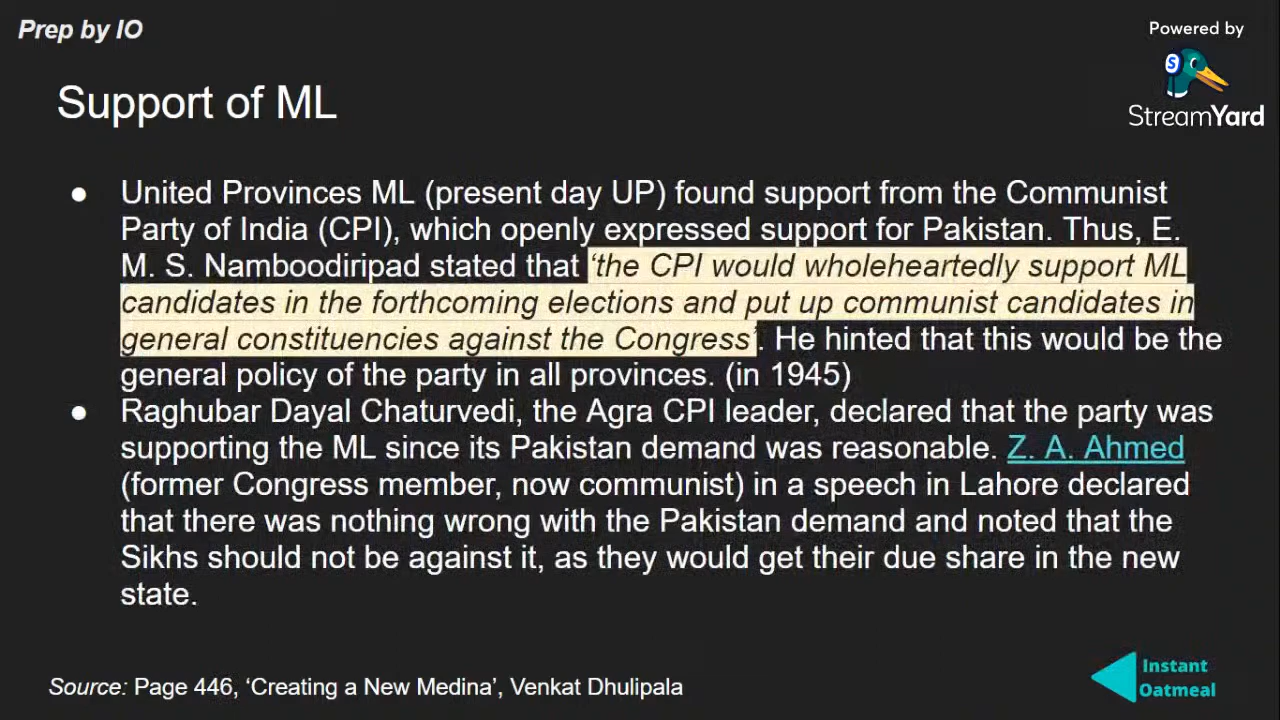 Prep by IO
Powered by
StreamYard
Support of ML
● United Provinces ML (present day UP) found support from the Communist
Party of India (CPI), which openly expressed support for Pakistan. Thus, E.
M. S. Namboodiripad stated that ‘the CPI would wholeheartedly support ML
candidates in the forthcoming elections and put up communist candidates in
general constituencies against the Congress’. He hinted that this would be the
general policy of the party in all provinces. (in 1945)
● Raghubar Dayal Chaturvedi, the Agra CPI leader, declared that the party was
supporting the ML since its Pakistan demand was reasonable. Z. A. Ahmed
(former Congress member, now communist) in a speech in Lahore declared
that there was nothing wrong with the Pakistan demand and noted that the
Sikhs should not be against it, as they would get their due share in the new
state.
Source: Page 446, ‘Creating a New Medina’, Venkat Dhulipala
Instant
Oatmeal